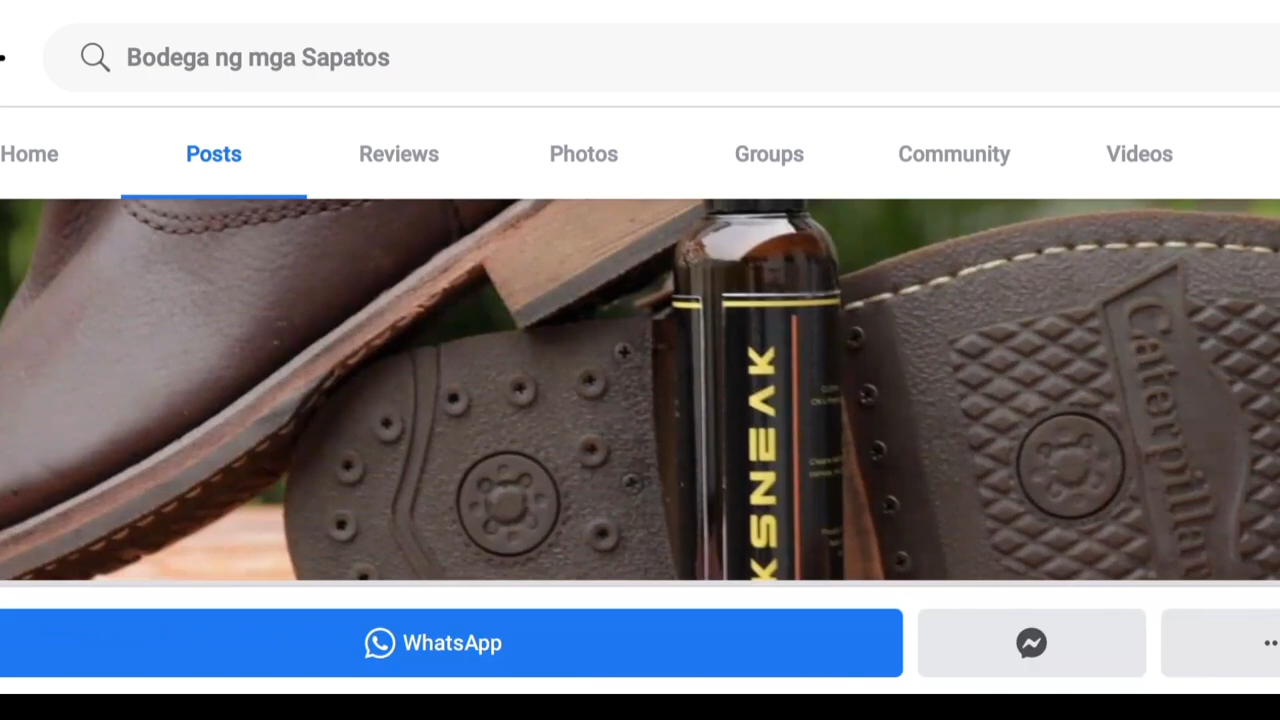 Bodega ng mga Sapatos
Home
Posts
Reviews
Photos
Groups
Community
Videos
KSNEAK
Caterpillar
WhatsApp